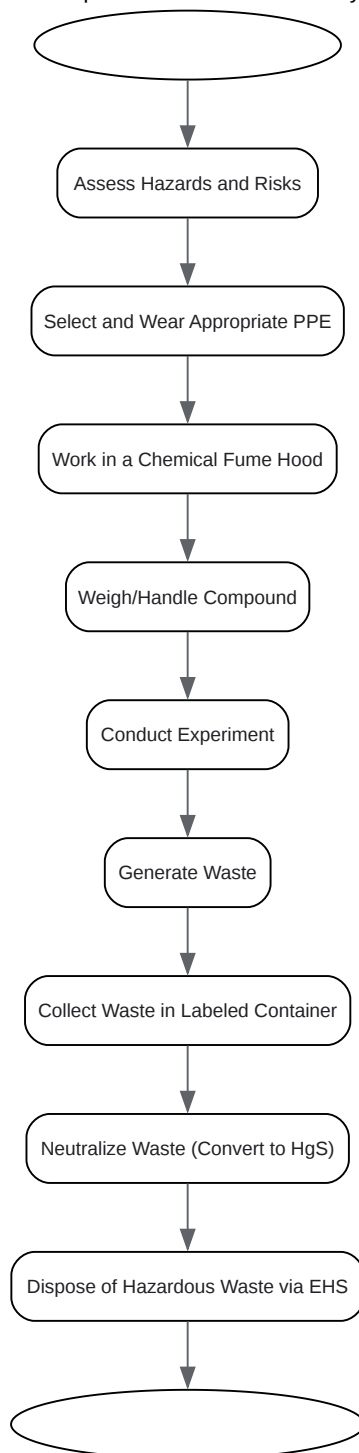 Assess Hazards and Risks
Select and Wear Appropriate PPE
Work in a Chemical Fume Hood
Weigh/Handle Compound
Conduct Experiment
Generate Waste
Collect Waste in Labeled Container
Neutralize Waste (Convert to HgS)
Dispose of Hazardous Waste via EHS